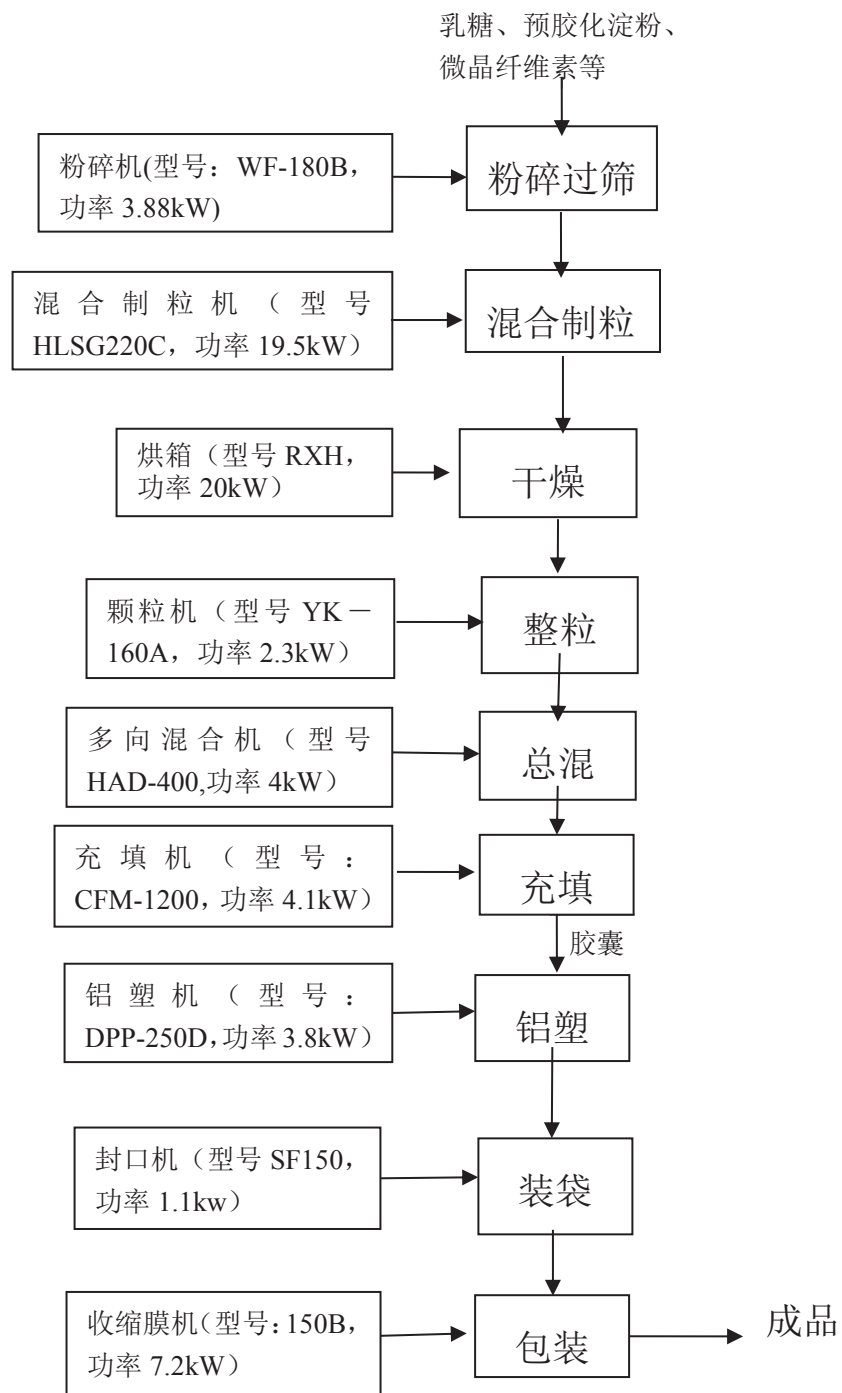 乳糖、预胶化淀粉、
微晶纤维素等
粉碎机(型号：WF-180B，
功率 3.88kW)
粉碎过筛
混合制粒机（型号
HLSG220C，功率 19.5kW）
混合制粒
烘箱（型号 RXH，
功率 20kW）
干燥
颗粒机（型号 YK－
160A，功率 2.3kW）
整粒
多向混合机（型号
HAD-400,功率 4kW）
总混
充填机（型号：
CFM-1200，功率 4.1kW）
充填
胶囊
铝塑机（型号：
DPP-250D，功率 3.8kW）
铝塑
封口机（型号 SF150，
功率 1.1kw）
装袋
收缩膜机（型号：150B，
功率 7.2kW）
包装
成品